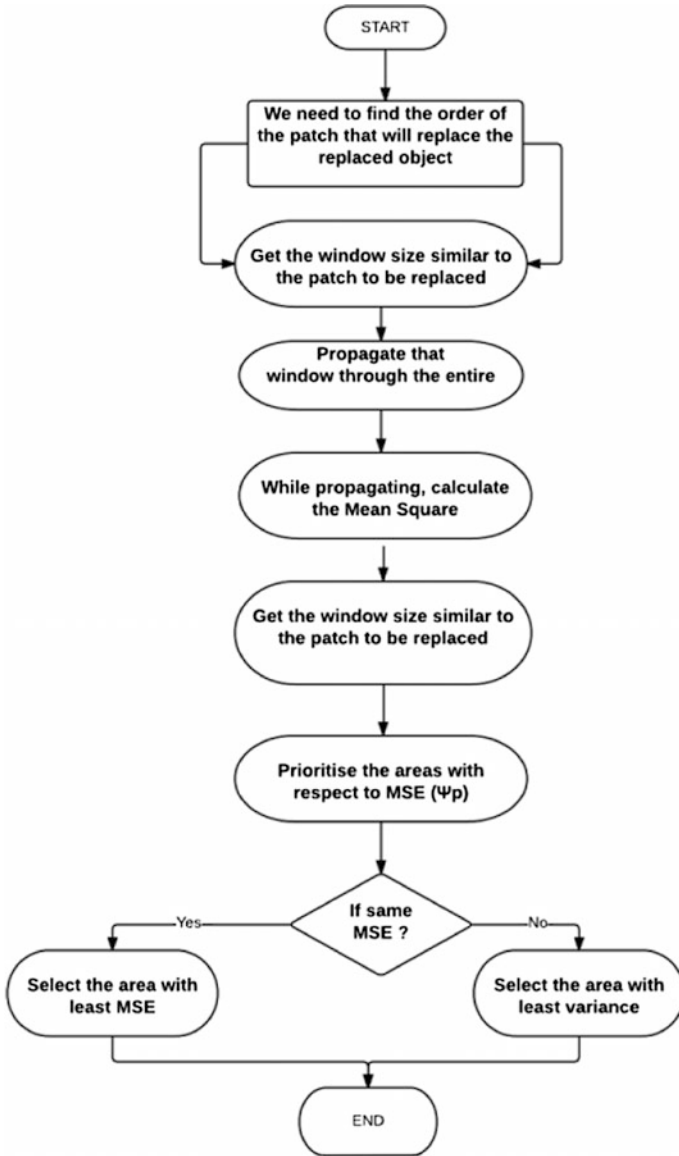 START
We need to find the order of
the patch that will replace the
replaced object
Get the window size similar to
the patch to be replaced
Propagate that
window through the entire
While propagating, calculate
the Mean Square
Get the window size similar to
the patch to be replaced
Prioritise the areas with
respect to MSE (Ψp)
If same
MSE ?
Yes
No
Select the area with
least MSE
Select the area with
least variance
END